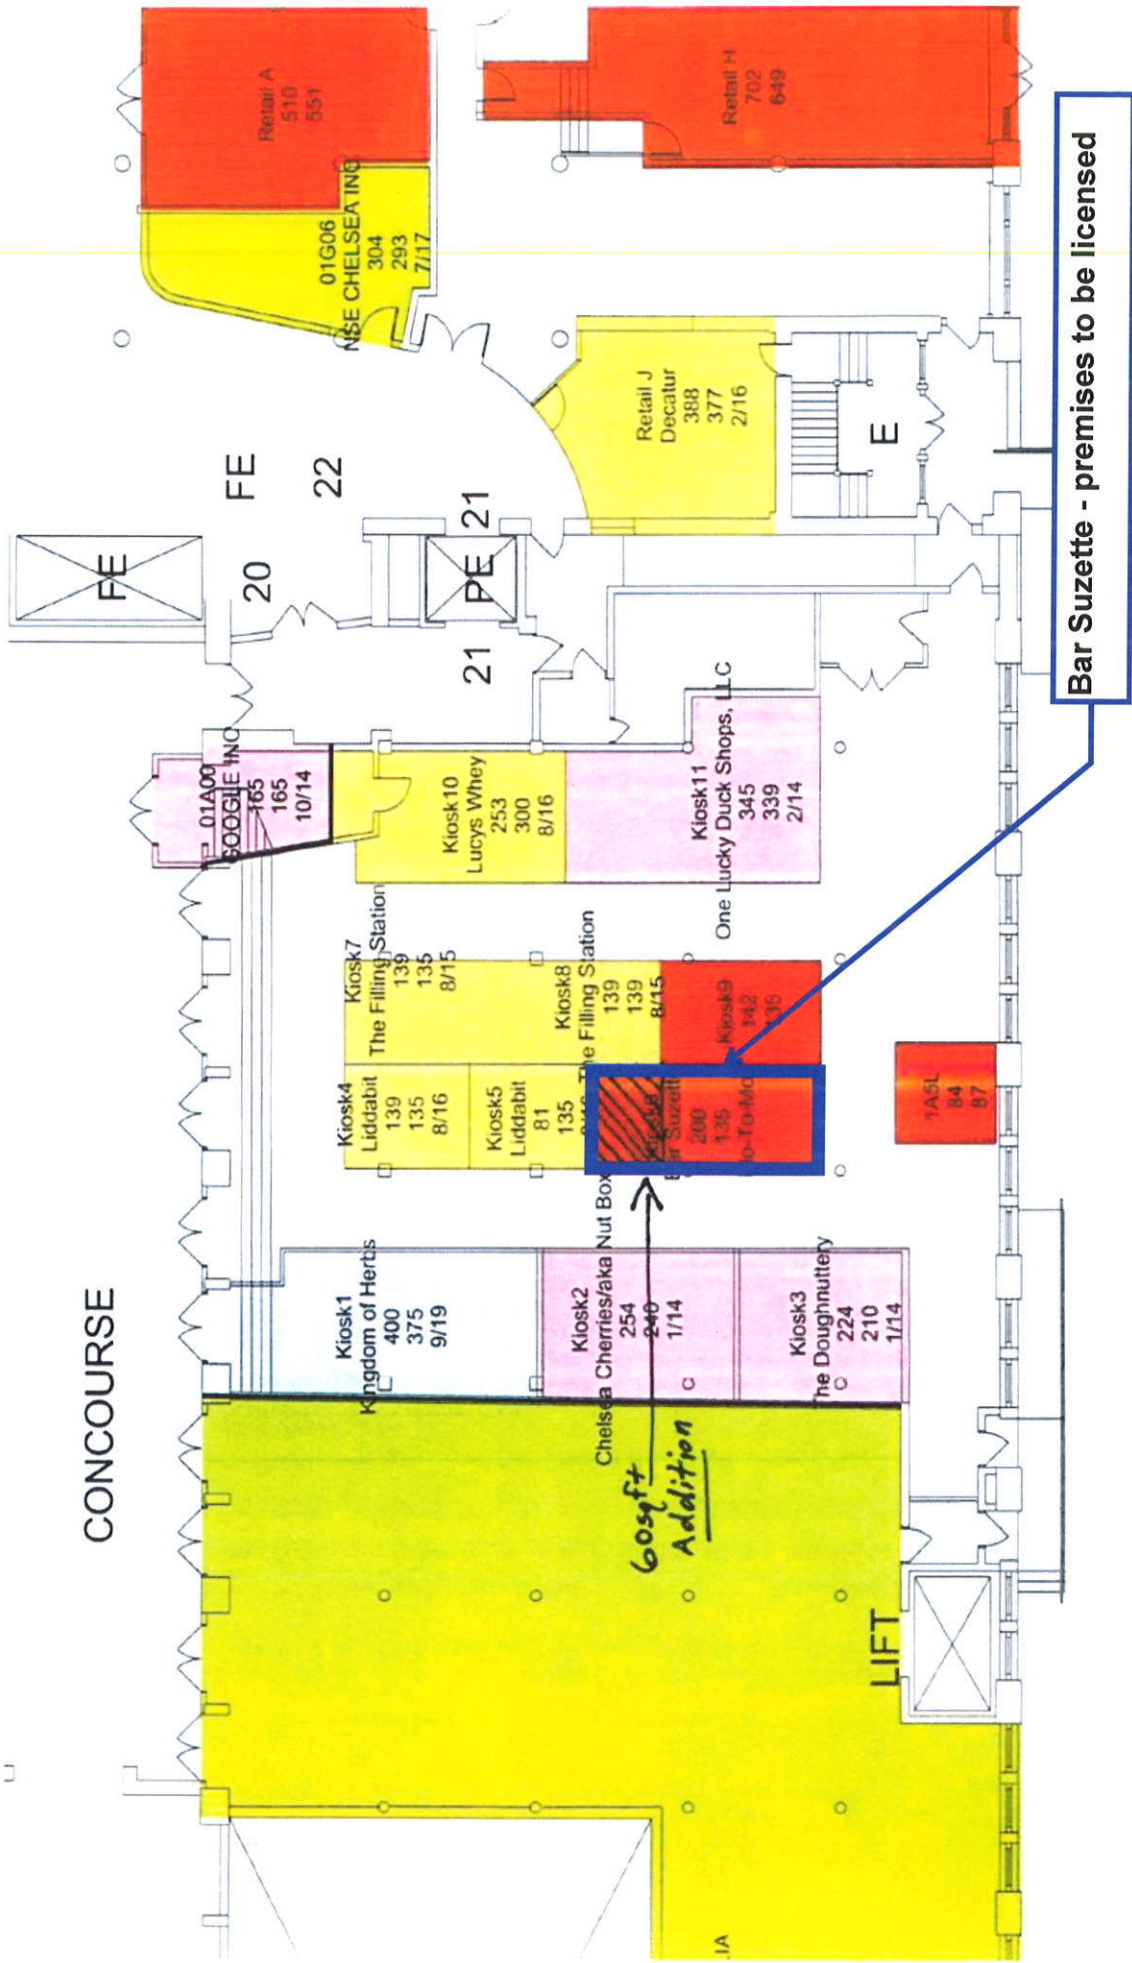 CONCOURSE
LIFT
IA
Kiosk1
Kingdom of Herbs
400
375
9/19
Kiosk2
Chelsea Cherries/aka Nut Box
254
240
1/14
Kiosk3
The Doughnuttery
224
210
1/14
60sqft
Addition
Kiosk4
Liddabit
139
135
8/16
Kiosk5
Liddabit
81
135
Bar Suzette
200
135
Kiosk7
The Filling Station
139
135
8/15
Kiosk8
The Filling Station
139
139
8/15
Kiosk9
142
135
1A5L
84
87
01A00
GOOGLE INC
165
165
10/14
Kiosk10
Lucys Whey
253
300
8/16
Kiosk11
One Lucky Duck Shops, LLC
345
339
2/14
FE
20
FE
22
21
PE
21
Retail J
Decatur
388
377
2/16
E
01G06
NSE CHELSEA INC.
304
293
7/17
Retail A
510
551
Retail H
702
649
Bar Suzette - premises to be licensed